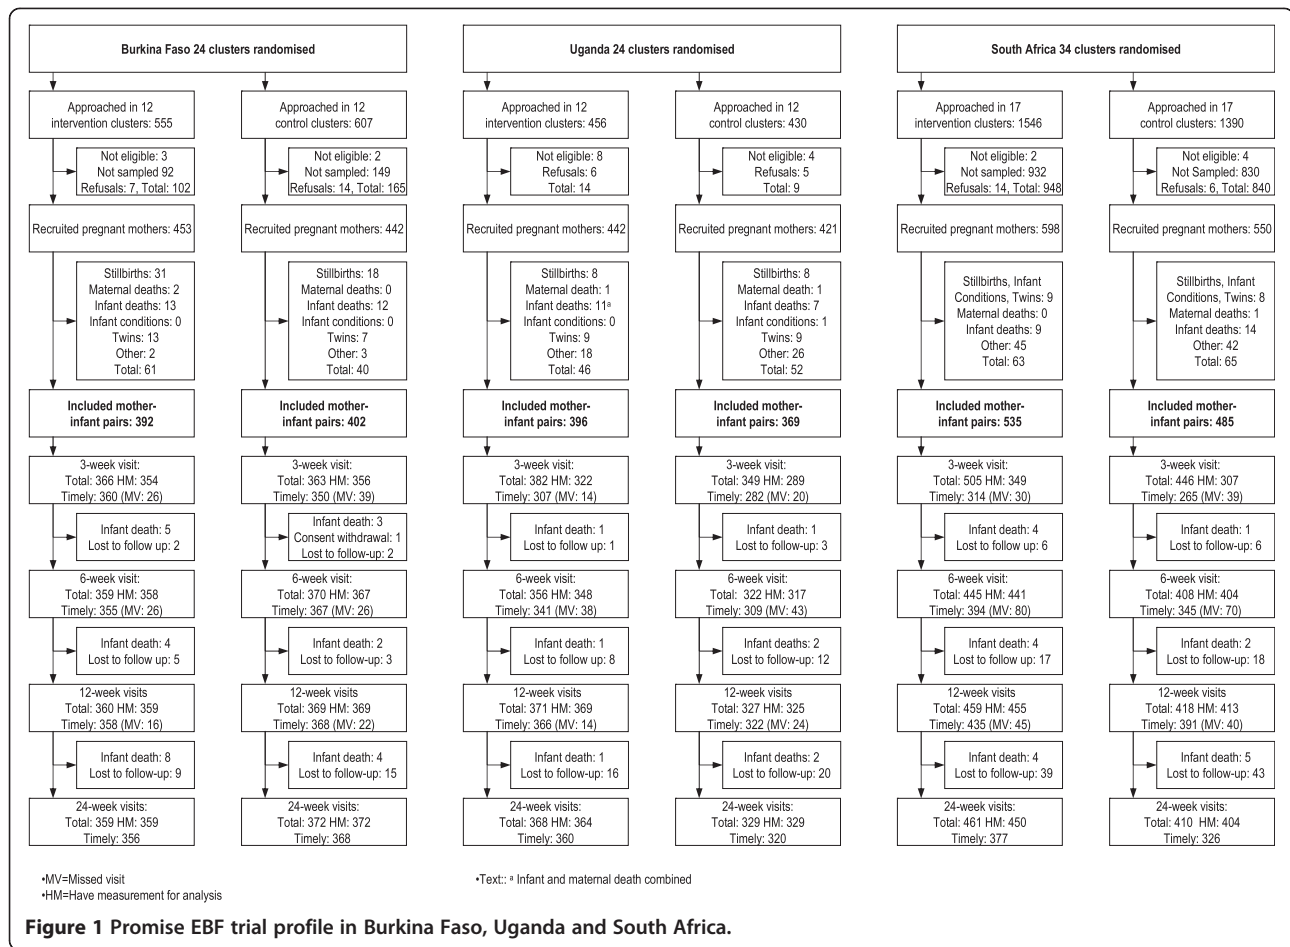 Burkina Faso 24 clusters randomised
Approached in 12
intervention clusters: 555
Approached in 12
control clusters: 607
Not eligible: 3
Not sampled 92
Refusals: 7, Total: 102
Not eligible: 2
Not sampled: 149
Refusals: 14, Total: 165
Recruited pregnant mothers: 453
Recruited pregnant mothers: 442
Stillbirths: 31
Maternal deaths: 2
Infant deaths: 13
Infant conditions: 0
Twins: 13
Other: 2
Total: 61
Stillbirths: 18
Maternal deaths: 0
Infant deaths: 12
Infant conditions: 0
Twins: 7
Other: 3
Total: 40
Included mother-
infant pairs: 392
Included mother-
infant pairs: 402
3-week visit:
Total: 366 HM: 354
Timely: 360 (MV: 26)
3-week visit:
Total: 363 HM: 356
Timely: 350 (MV: 39)
Infant death: 5
Lost to follow up: 2
Infant death: 3
Consent withdrawal: 1
Lost to follow-up: 2
6-week visit:
Total: 359 HM: 358
Timely: 355 (MV: 26)
6-week visit:
Total: 370 HM: 367
Timely: 367 (MV: 26)
Infant death: 4
Lost to follow up: 5
Infant death: 2
Lost to follow-up: 3
12-week visits
Total: 360 HM: 359
Timely: 358 (MV: 16)
12-week visits
Total: 369 HM: 369
Timely: 368 (MV: 22)
Infant death: 8
Lost to follow-up: 9
Infant death: 4
Lost to follow-up: 15
24-week visits:
Total: 359 HM: 359
Timely: 356
24-week visits:
Total: 372 HM: 372
Timely: 368
Uganda 24 clusters randomised
Approached in 12
intervention clusters: 456
Approached in 12
control clusters: 430
Not eligible: 8
Refusals: 6
Total: 14
Not eligible: 4
Refusals: 5
Total: 9
Recruited pregnant mothers: 442
Recruited pregnant mothers: 421
Stillbirths: 8
Maternal death: 1
Infant deaths: 11ᵃ
Infant conditions: 0
Twins: 9
Other: 18
Total: 46
Stillbirths: 8
Maternal death: 1
Infant deaths: 7
Infant conditions: 1
Twins: 9
Other: 26
Total: 52
Included mother-
infant pairs: 396
Included mother-
infant pairs: 369
3-week visit:
Total: 382 HM: 322
Timely: 307 (MV: 14)
3-week visit:
Total: 349 HM: 289
Timely: 282 (MV: 20)
Infant death: 1
Lost to follow up: 1
Infant death: 1
Lost to follow-up: 3
6-week visit:
Total: 356 HM: 348
Timely: 341 (MV: 38)
6-week visit:
Total: 322 HM: 317
Timely: 309 (MV: 43)
Infant death: 1
Lost to follow up: 8
Infant deaths: 2
Lost to follow-up: 12
12-week visits
Total: 371 HM: 369
Timely: 366 (MV: 14)
12-week visits
Total: 327 HM: 325
Timely: 322 (MV: 24)
Infant death: 1
Lost to follow-up: 16
Infant deaths: 2
Lost to follow-up: 20
24-week visits:
Total: 368 HM: 364
Timely: 360
24-week visits:
Total: 329 HM: 329
Timely: 320
South Africa 34 clusters randomised
Approached in 17
intervention clusters: 1546
Approached in 17
control clusters: 1390
Not eligible: 2
Not sampled: 932
Refusals: 14, Total: 948
Not eligible: 4
Not Sampled: 830
Refusals: 6, Total: 840
Recruited pregnant mothers: 598
Recruited pregnant mothers: 550
Stillbirths, Infant
Conditions, Twins: 9
Maternal deaths: 0
Infant deaths: 9
Other: 45
Total: 63
Stillbirths, Infant
Conditions, Twins: 8
Maternal deaths: 1
Infant deaths: 14
Other: 42
Total: 65
Included mother-
infant pairs: 535
Included mother-
infant pairs: 485
3-week visit:
Total: 505 HM: 349
Timely: 314 (MV: 30)
3-week visit:
Total: 446 HM: 307
Timely: 265 (MV: 39)
Infant death: 4
Lost to follow up: 6
Infant death: 1
Lost to follow-up: 6
6-week visit:
Total: 445 HM: 441
Timely: 394 (MV: 80)
6-week visit:
Total: 408 HM: 404
Timely: 345 (MV: 70)
Infant death: 4
Lost to follow-up: 17
Infant death: 2
Lost to follow-up: 18
12-week visits
Total: 459 HM: 455
Timely: 435 (MV: 45)
12-week visits
Total: 418 HM: 413
Timely: 391 (MV: 40)
Infant death: 4
Lost to follow-up: 39
Infant death: 5
Lost to follow-up: 43
24-week visits:
Total: 461 HM: 450
Timely: 377
24-week visits:
Total: 410 HM: 404
Timely: 326
•MV=Missed visit
•HM=Have measurement for analysis
•Text:: ᵃ Infant and maternal death combined
Figure 1 Promise EBF trial profile in Burkina Faso, Uganda and South Africa.